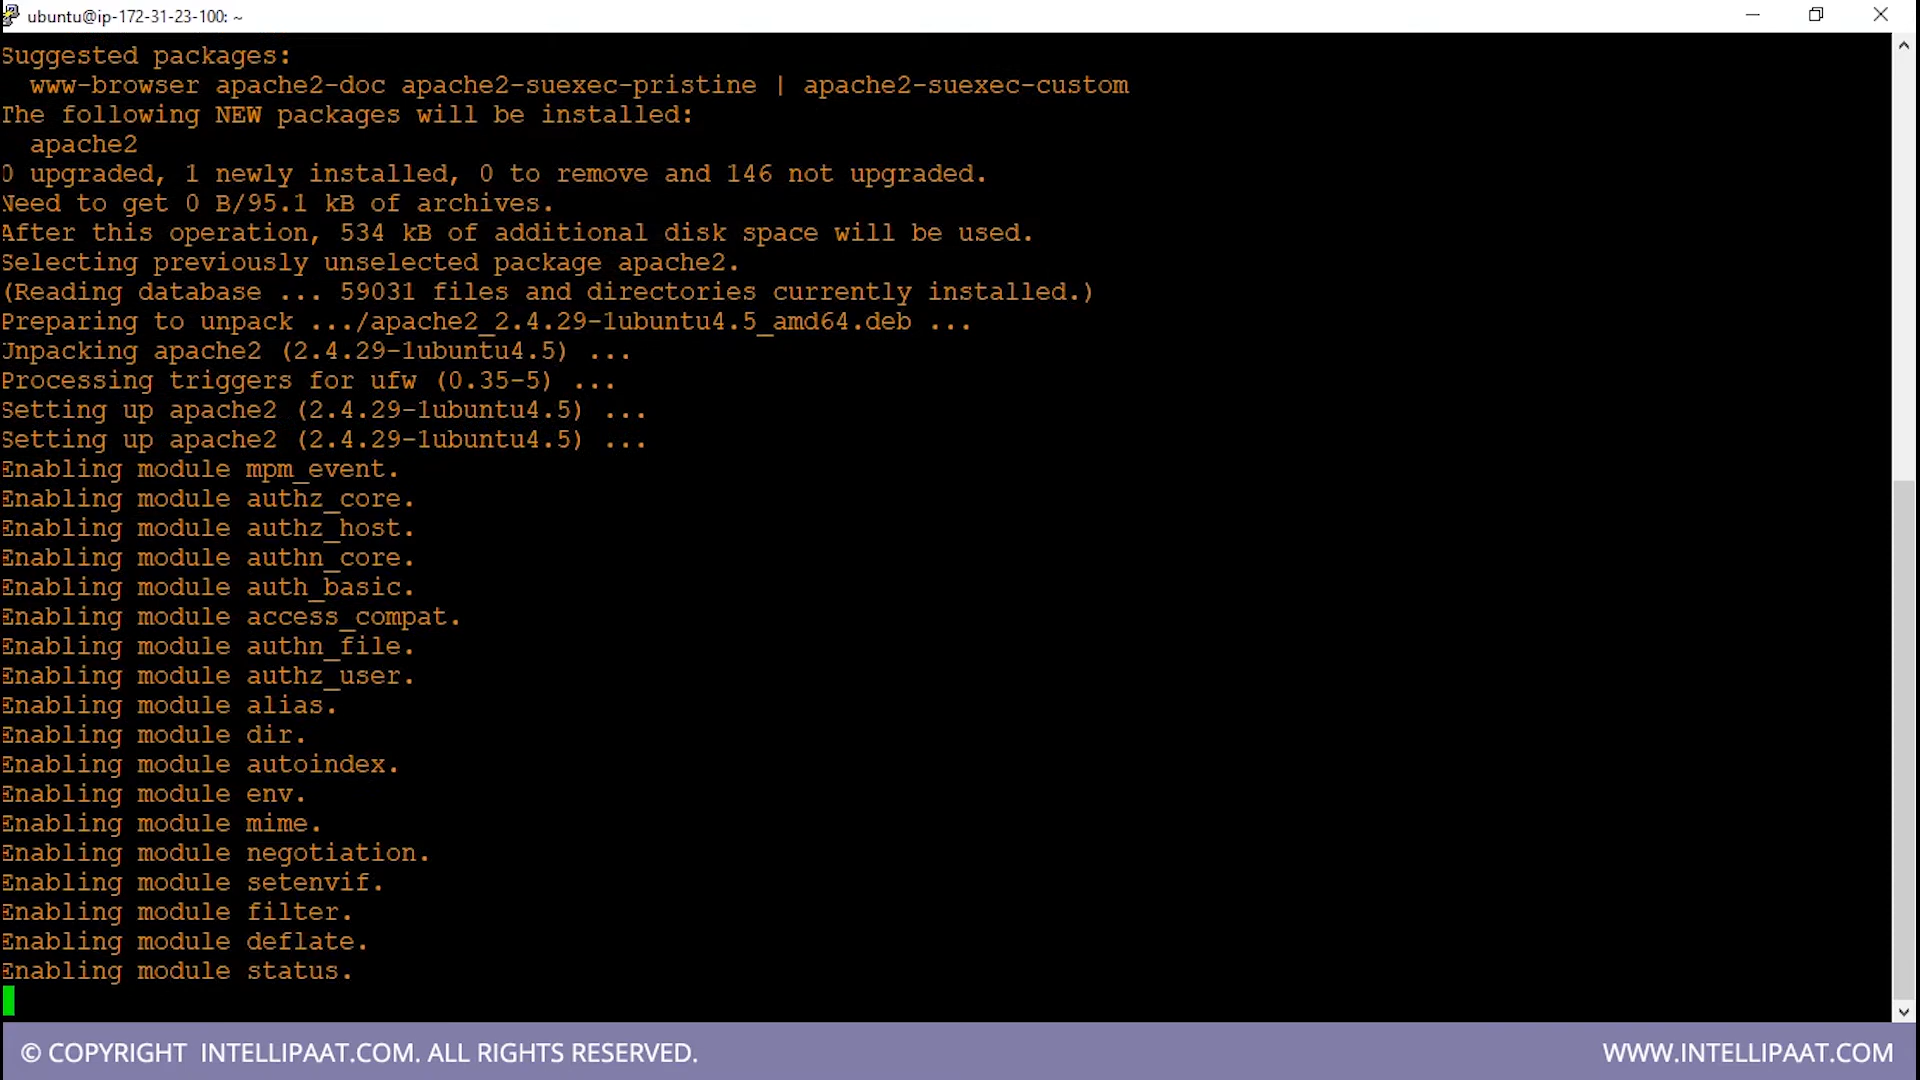 ubuntu@ip-172-31-23-100: ~
Suggested packages:
  www-browser apache2-doc apache2-suexec-pristine | apache2-suexec-custom
The following NEW packages will be installed:
  apache2
0 upgraded, 1 newly installed, 0 to remove and 146 not upgraded.
Need to get 0 B/95.1 kB of archives.
After this operation, 534 kB of additional disk space will be used.
Selecting previously unselected package apache2.
(Reading database ... 59031 files and directories currently installed.)
Preparing to unpack .../apache2_2.4.29-1ubuntu4.5_amd64.deb ...
Unpacking apache2 (2.4.29-1ubuntu4.5) ...
Processing triggers for ufw (0.35-5) ...
Setting up apache2 (2.4.29-1ubuntu4.5) ...
Setting up apache2 (2.4.29-1ubuntu4.5) ...
Enabling module mpm_event.
Enabling module authz_core.
Enabling module authz_host.
Enabling module authn_core.
Enabling module auth_basic.
Enabling module access_compat.
Enabling module authn_file.
Enabling module authz_user.
Enabling module alias.
Enabling module dir.
Enabling module autoindex.
Enabling module env.
Enabling module mime.
Enabling module negotiation.
Enabling module setenvif.
Enabling module filter.
Enabling module deflate.
Enabling module status.
© COPYRIGHT INTELLIPAAT.COM. ALL RIGHTS RESERVED.
WWW.INTELLIPAAT.COM